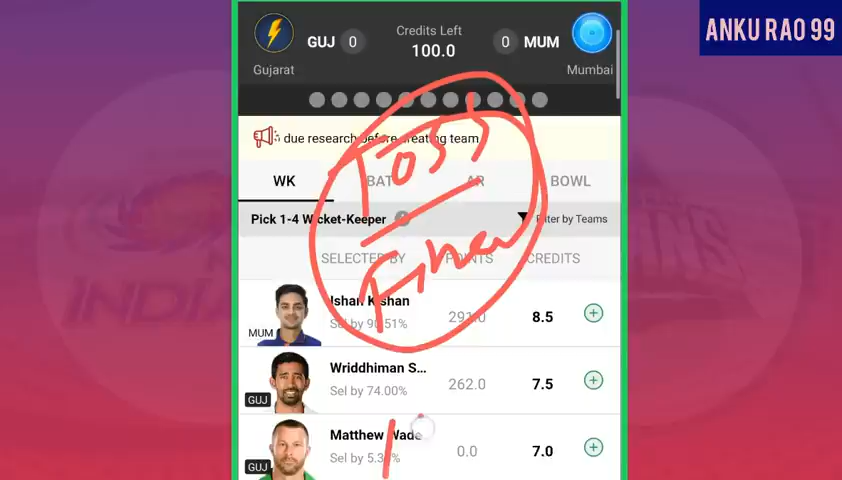 ANKU RAO 99
GUJ 0
Credits Left
100.0
0 MUM
Gujarat
Mumbai
due research before creating team
WK BAT AR BOWL
Pick 1-4 Wicket-Keeper
Filter by Teams
SELECTED BY POINTS CREDITS
Toss
INDIA
Ishan Kishan
Sel by 90.51%
291.0
8.5
MUM
Wriddhiman S...
Sel by 74.00%
262.0
7.5
GUJ
Matthew Wade
0.0
7.0
GUJ